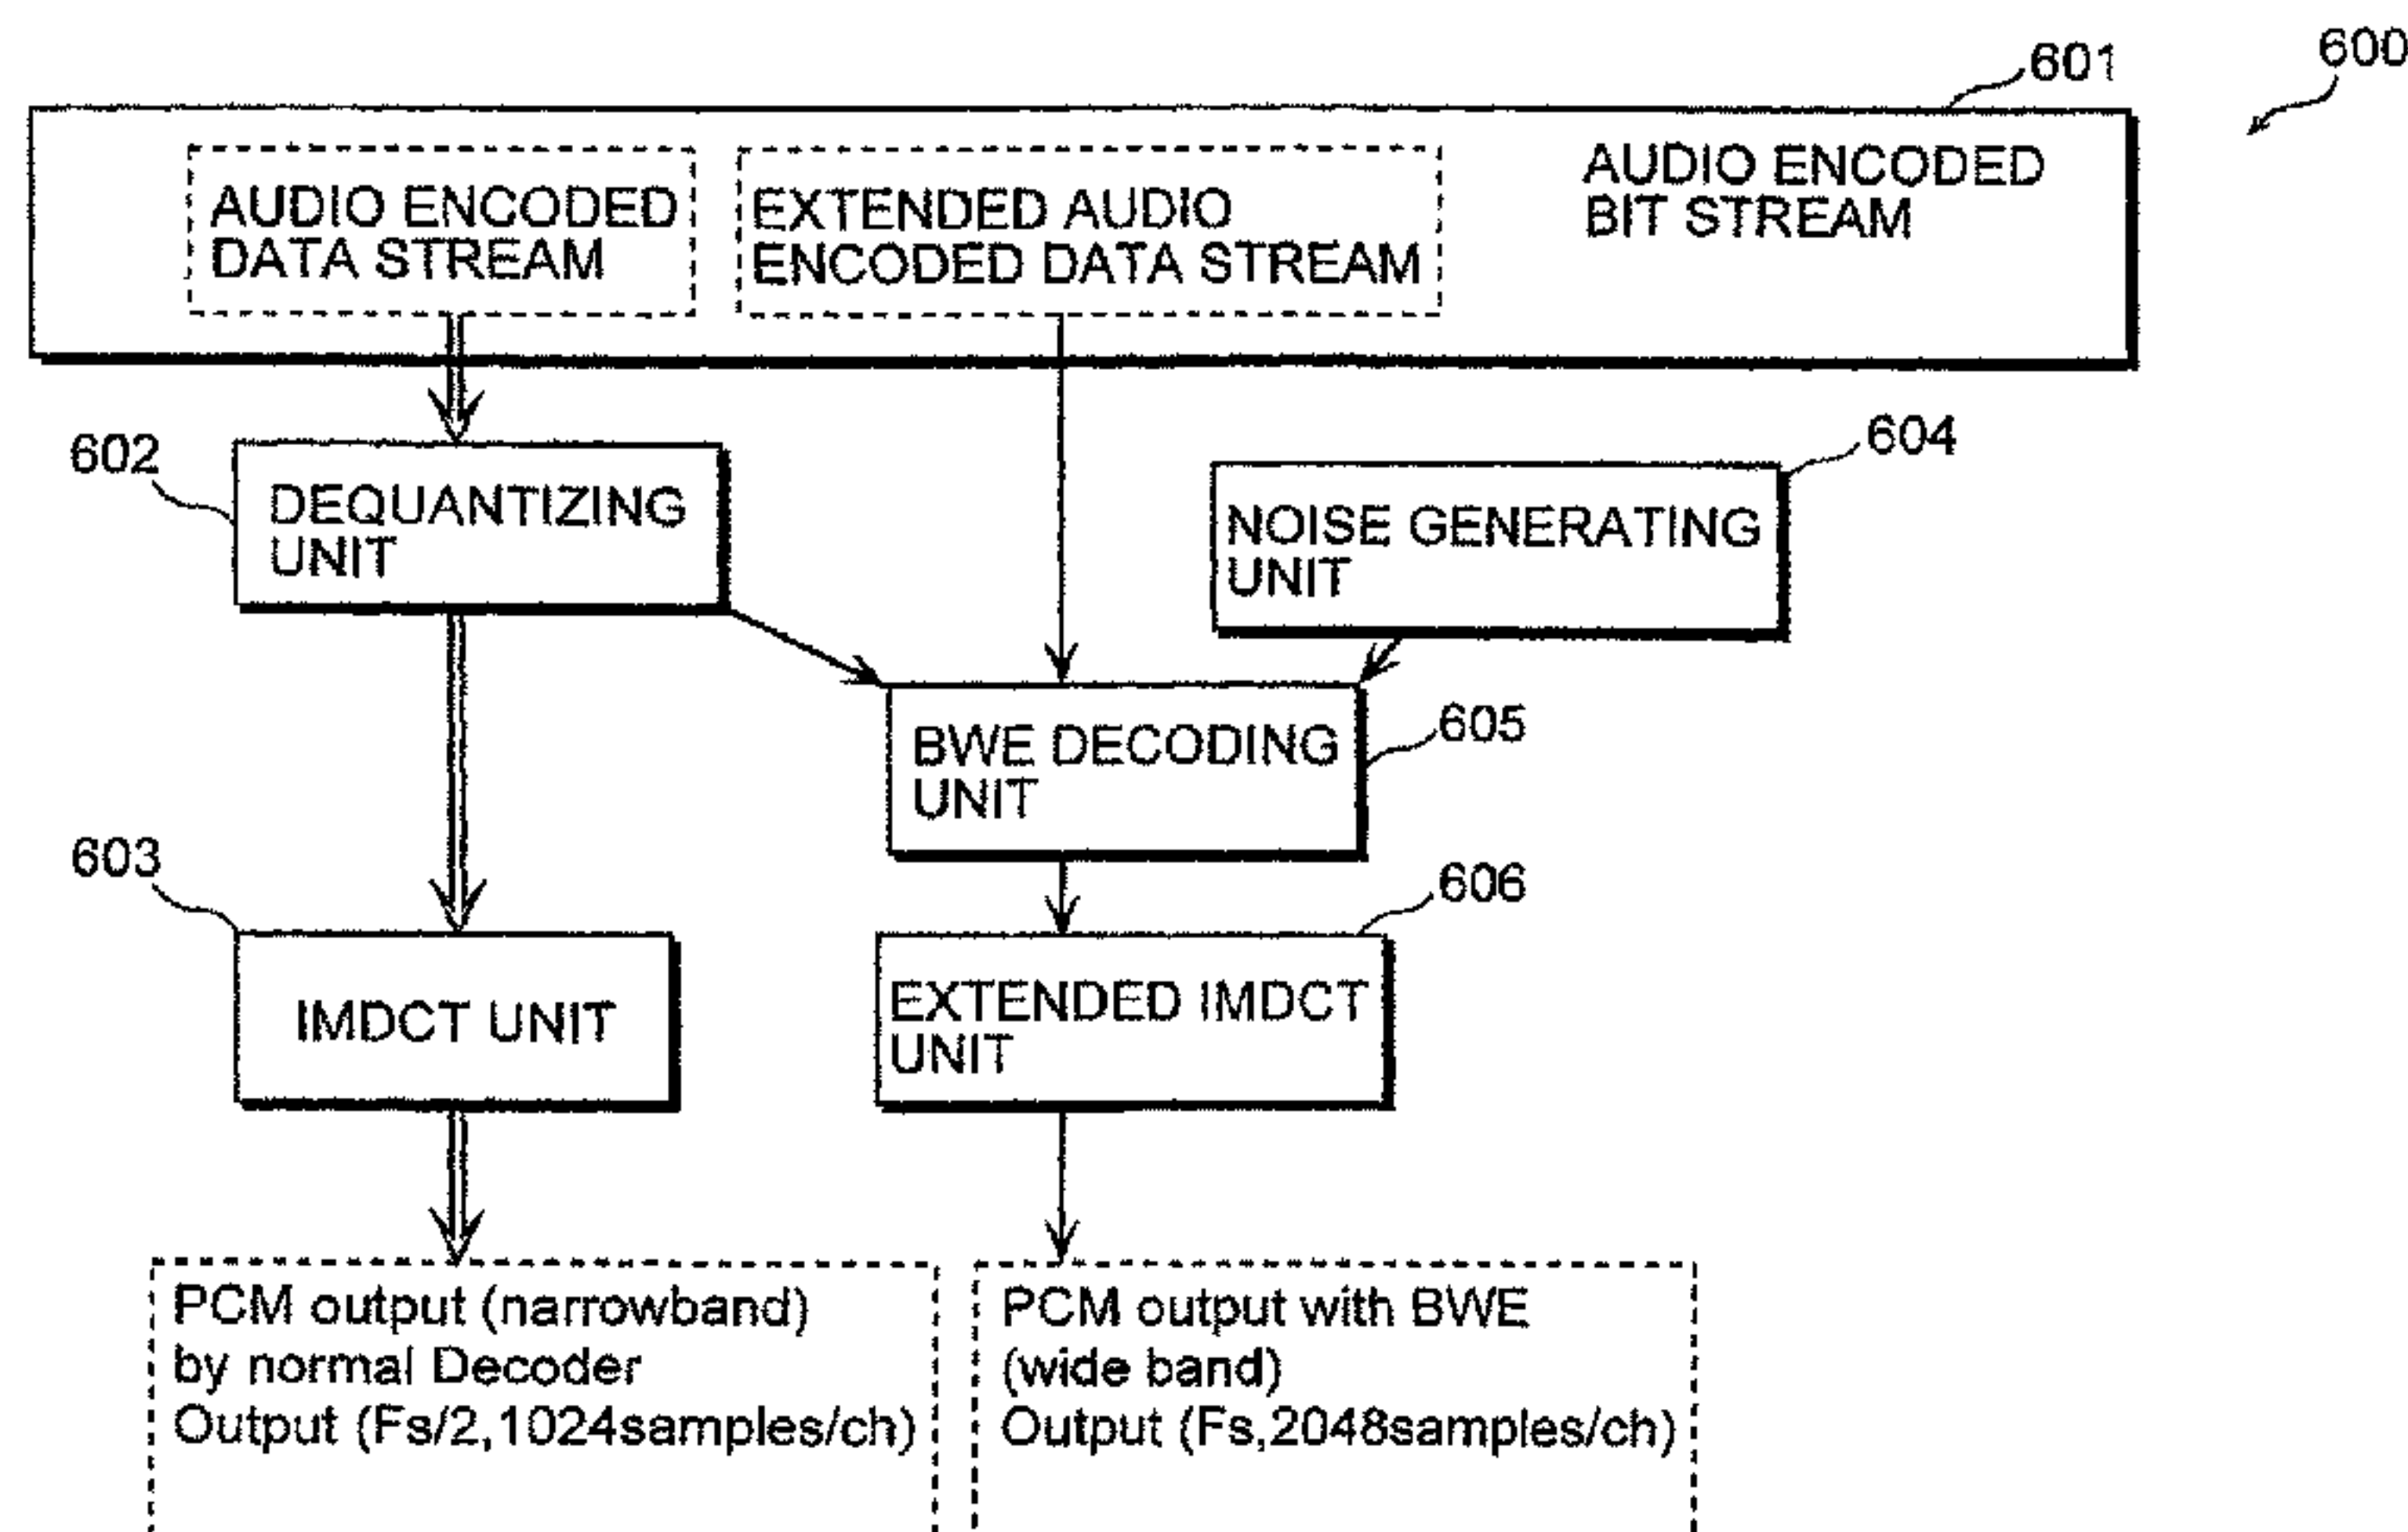 600
601
AUDIO ENCODED
DATA STREAM
EXTENDED AUDIO
ENCODED DATA STREAM
AUDIO ENCODED
BIT STREAM
602
DEQUANTIZING
UNIT
604
NOISE GENERATING
UNIT
605
BWE DECODING
UNIT
603
IMDCT UNIT
606
EXTENDED IMDCT
UNIT
PCM output (narrowband)
by normal Decoder
Output (Fs/2,1024samples/ch)
PCM output with BWE
(wide band)
Output (Fs,2048samples/ch)